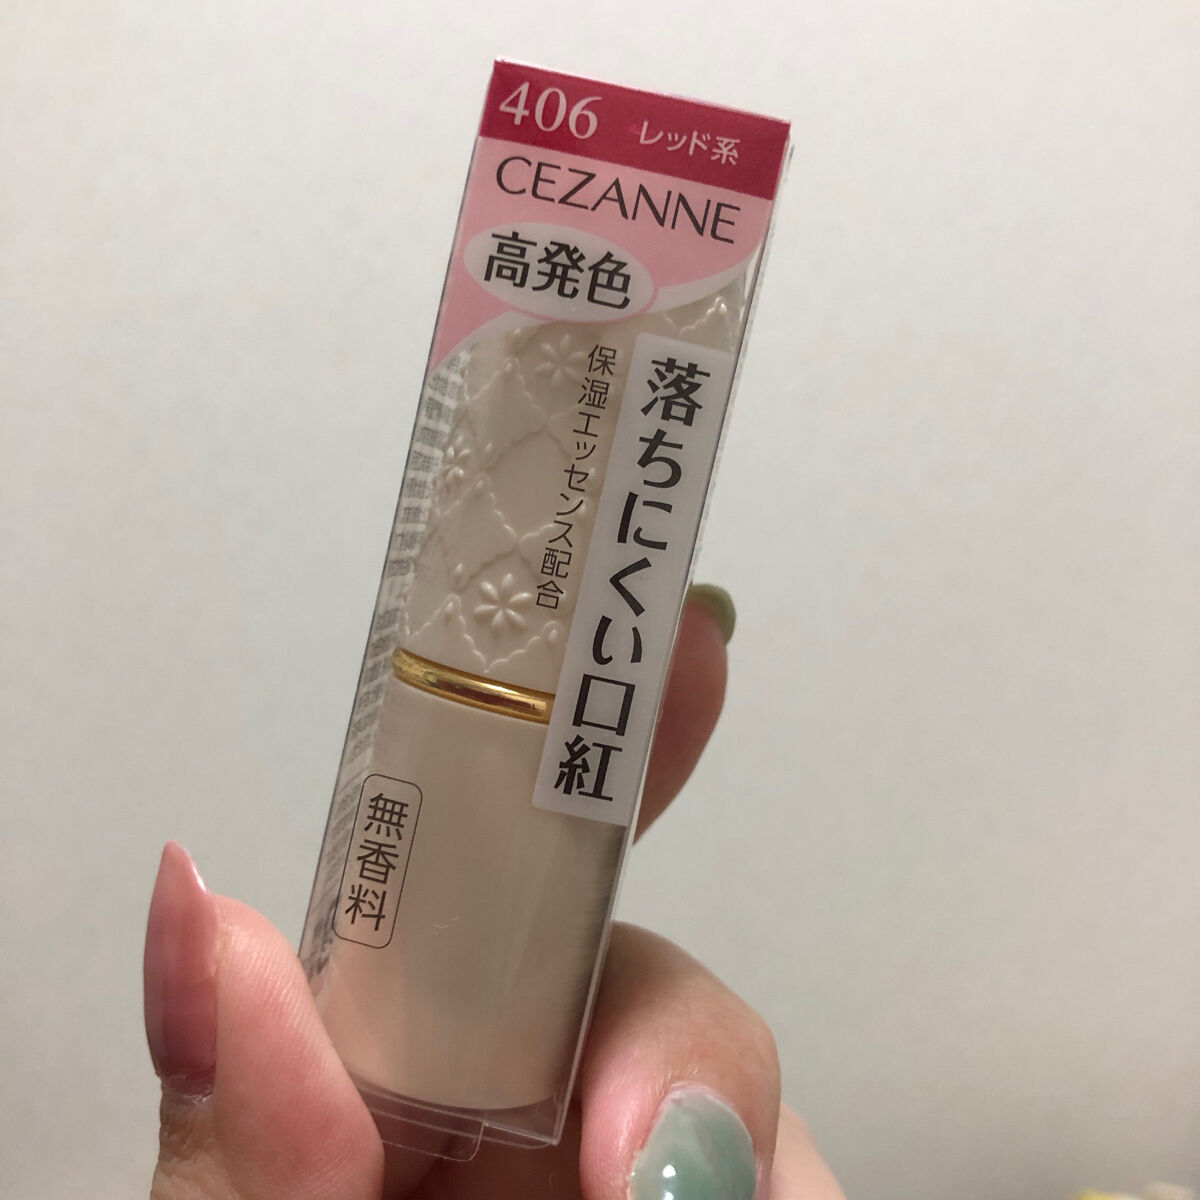 406 レッド系
CEZANNE
高発色
落ちにくい口紅
保湿エッセンス配合
無香料